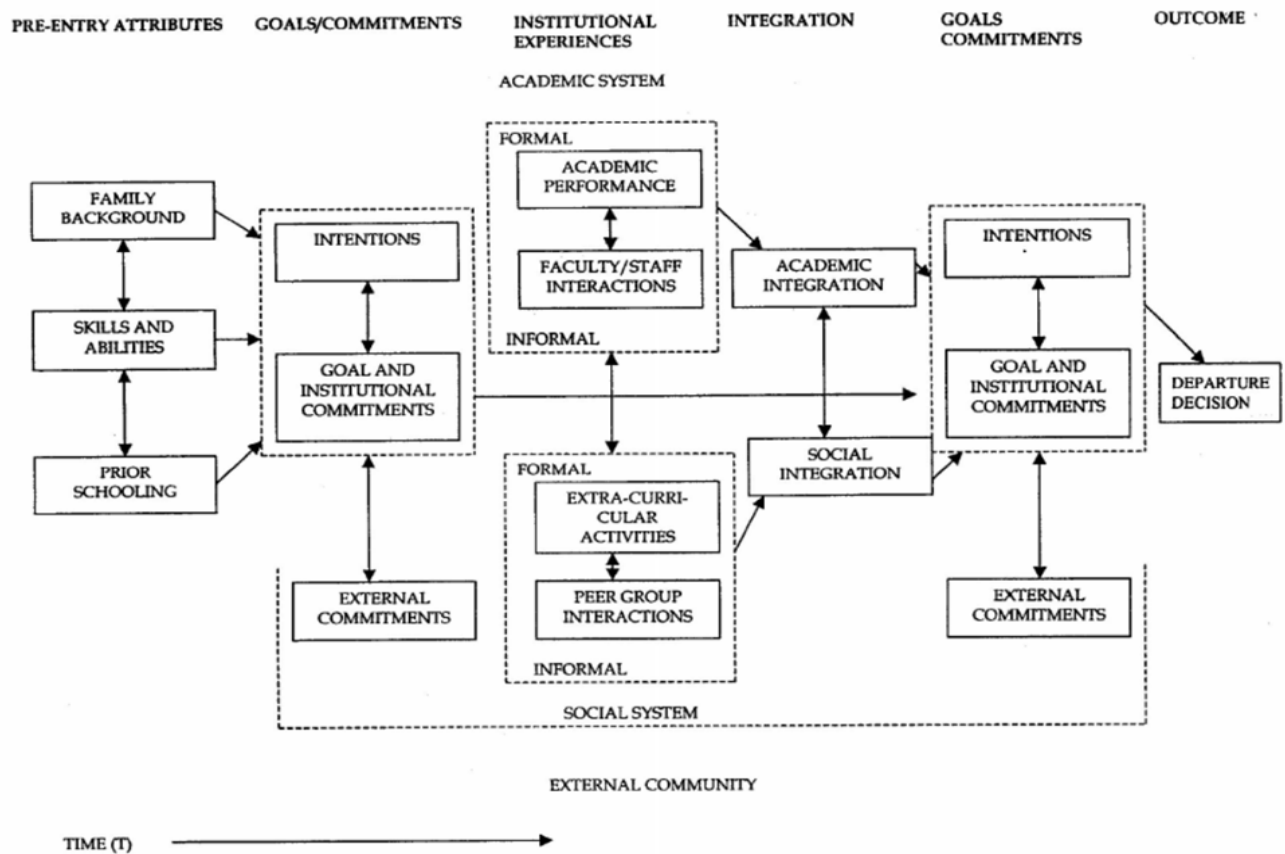 PRE-ENTRY ATTRIBUTES
GOALS/COMMITMENTS
INSTITUTIONAL
EXPERIENCES
INTEGRATION
GOALS
COMMITMENTS
OUTCOME
ACADEMIC SYSTEM
FORMAL
ACADEMIC
PERFORMANCE
FACULTY/STAFF
INTERACTIONS
INFORMAL
FAMILY
BACKGROUND
SKILLS AND
ABILITIES
PRIOR
SCHOOLING
INTENTIONS
GOAL AND
INSTITUTIONAL
COMMITMENTS
EXTERNAL
COMMITMENTS
FORMAL
EXTRA-CURRI-
CULAR
ACTIVITIES
PEER GROUP
INTERACTIONS
INFORMAL
SOCIAL SYSTEM
ACADEMIC
INTEGRATION
SOCIAL
INTEGRATION
INTENTIONS
GOAL AND
INSTITUTIONAL
COMMITMENTS
EXTERNAL
COMMITMENTS
DEPARTURE
DECISION
EXTERNAL COMMUNITY
TIME (T)